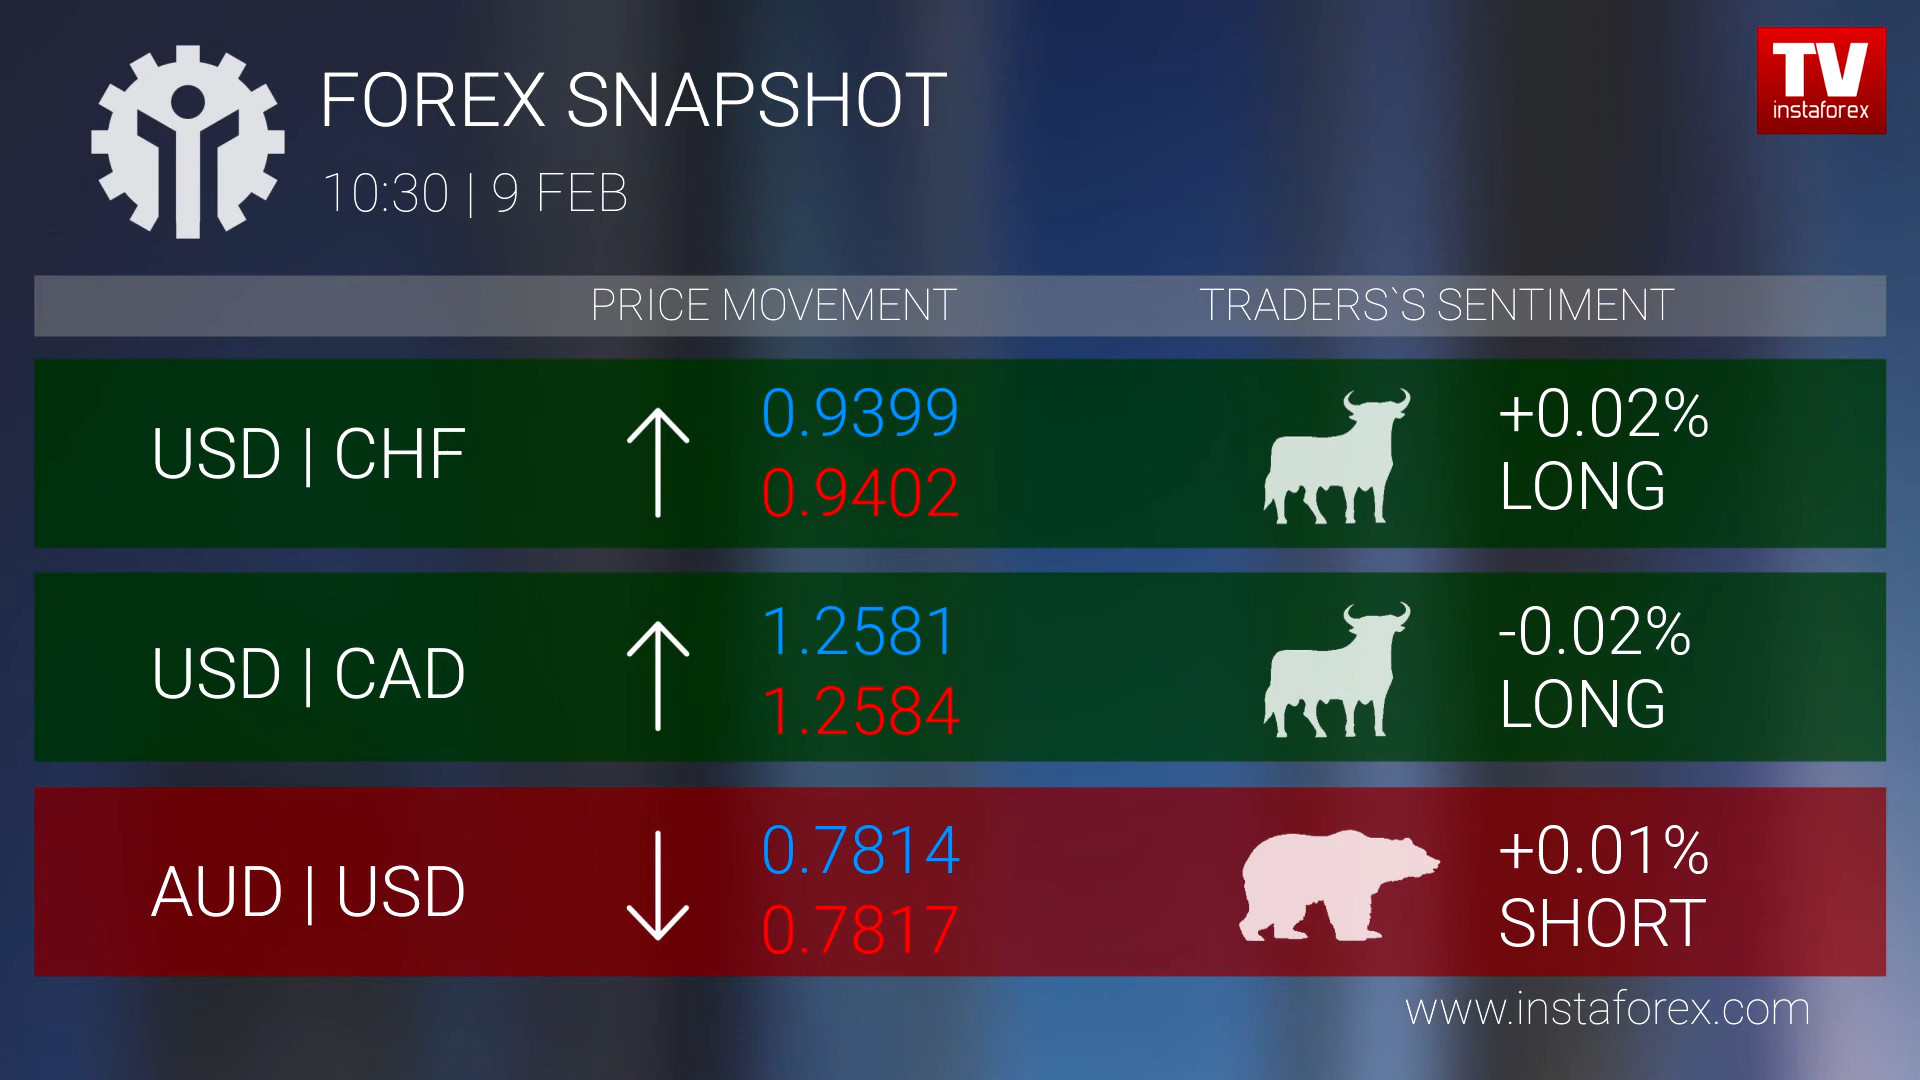 FOREX SNAPSHOT
10:30 | 9 FEB
TV
instaforex
PRICE MOVEMENT TRADERS`S SENTIMENT
USD | CHF
0.9399
0.9402
+0.02%
LONG
USD | CAD
1.2581
1.2584
-0.02%
LONG
AUD | USD
0.7814
0.7817
+0.01%
SHORT
www.instaforex.com